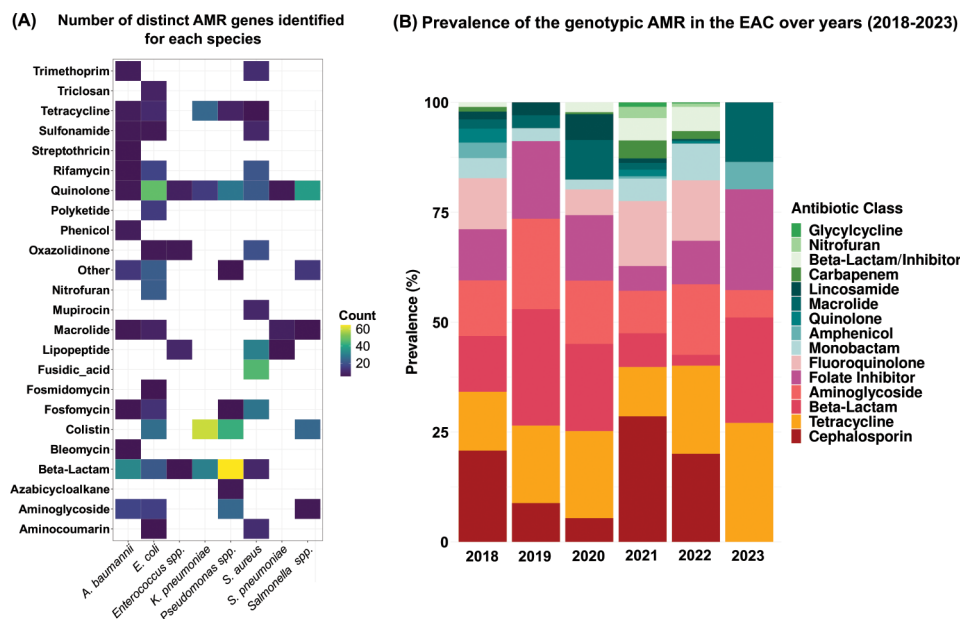 (A)
Number of distinct AMR genes identified
for each species
Trimethoprim
Triclosan
Tetracycline
Sulfonamide
Streptothricin
Rifamycin
Quinolone
Polyketide
Phenicol
Oxazolidinone
Other
Nitrofuran
Mupirocin
Macrolide
Lipopeptide
Fusidic_acid
Fosmidomycin
Fosfomycin
Colistin
Bleomycin
Beta-Lactam
Azabicycloalkane
Aminoglycoside
Aminocoumarin
A. baumannii
E. coli
Enterococcus spp.
K. pneumoniae
Pseudomonas spp.
S. aureus
S. pneumoniae
Salmonella spp.
Count
60
40
20
(B) Prevalence of the genotypic AMR in the EAC over years (2018-2023)
Prevalence (%)
100
75
50
25
0
2018 2019 2020 2021 2022 2023
Antibiotic Class
Glycylcycline
Nitrofuran
Beta-Lactam/Inhibitor
Carbapenem
Lincosamide
Macrolide
Quinolone
Amphenicol
Monobactam
Fluoroquinolone
Folate Inhibitor
Aminoglycoside
Beta-Lactam
Tetracycline
Cephalosporin